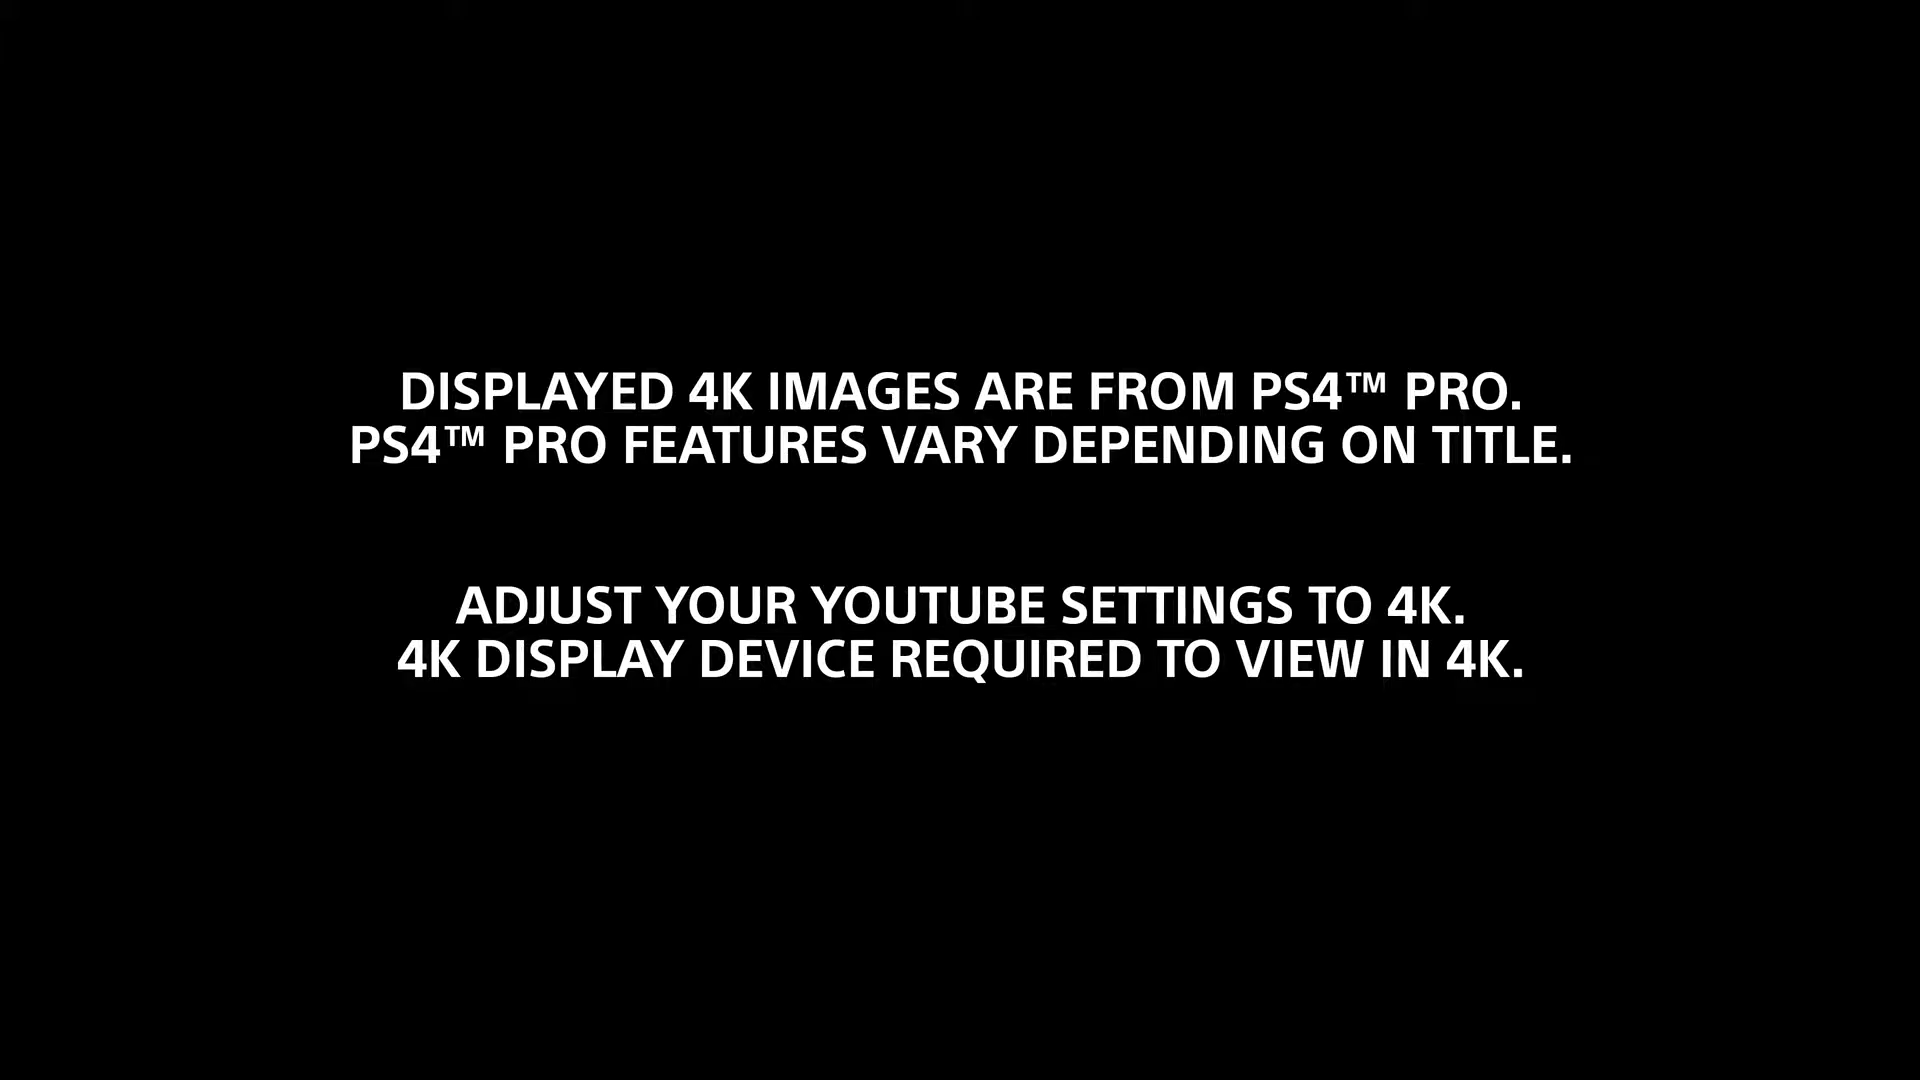 DISPLAYED 4K IMAGES ARE FROM PS4™ PRO.
PS4™ PRO FEATURES VARY DEPENDING ON TITLE.
ADJUST YOUR YOUTUBE SETTINGS TO 4K.
4K DISPLAY DEVICE REQUIRED TO VIEW IN 4K.